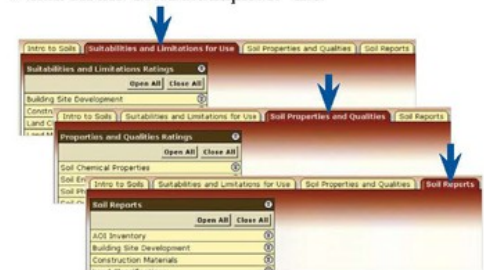 Intro to Soils Suitabilities and Limitations for Use Soil Properties and Qualities Soil Reports
Suitabilities and Limitations Ratings
Open All Close All
Building Site Development
Intro to Soils Suitabilities and Limitations for Use Soil Properties and Qualities Soil Reports
Properties and Qualities Ratings
Open All Close All
Soil Chemical Properties
Intro to Soils Suitabilities and Limitations for Use Soil Properties and Qualities Soil Reports
Soil Reports
Open All Close All
AOI Inventory
Building Site Development
Construction Materials